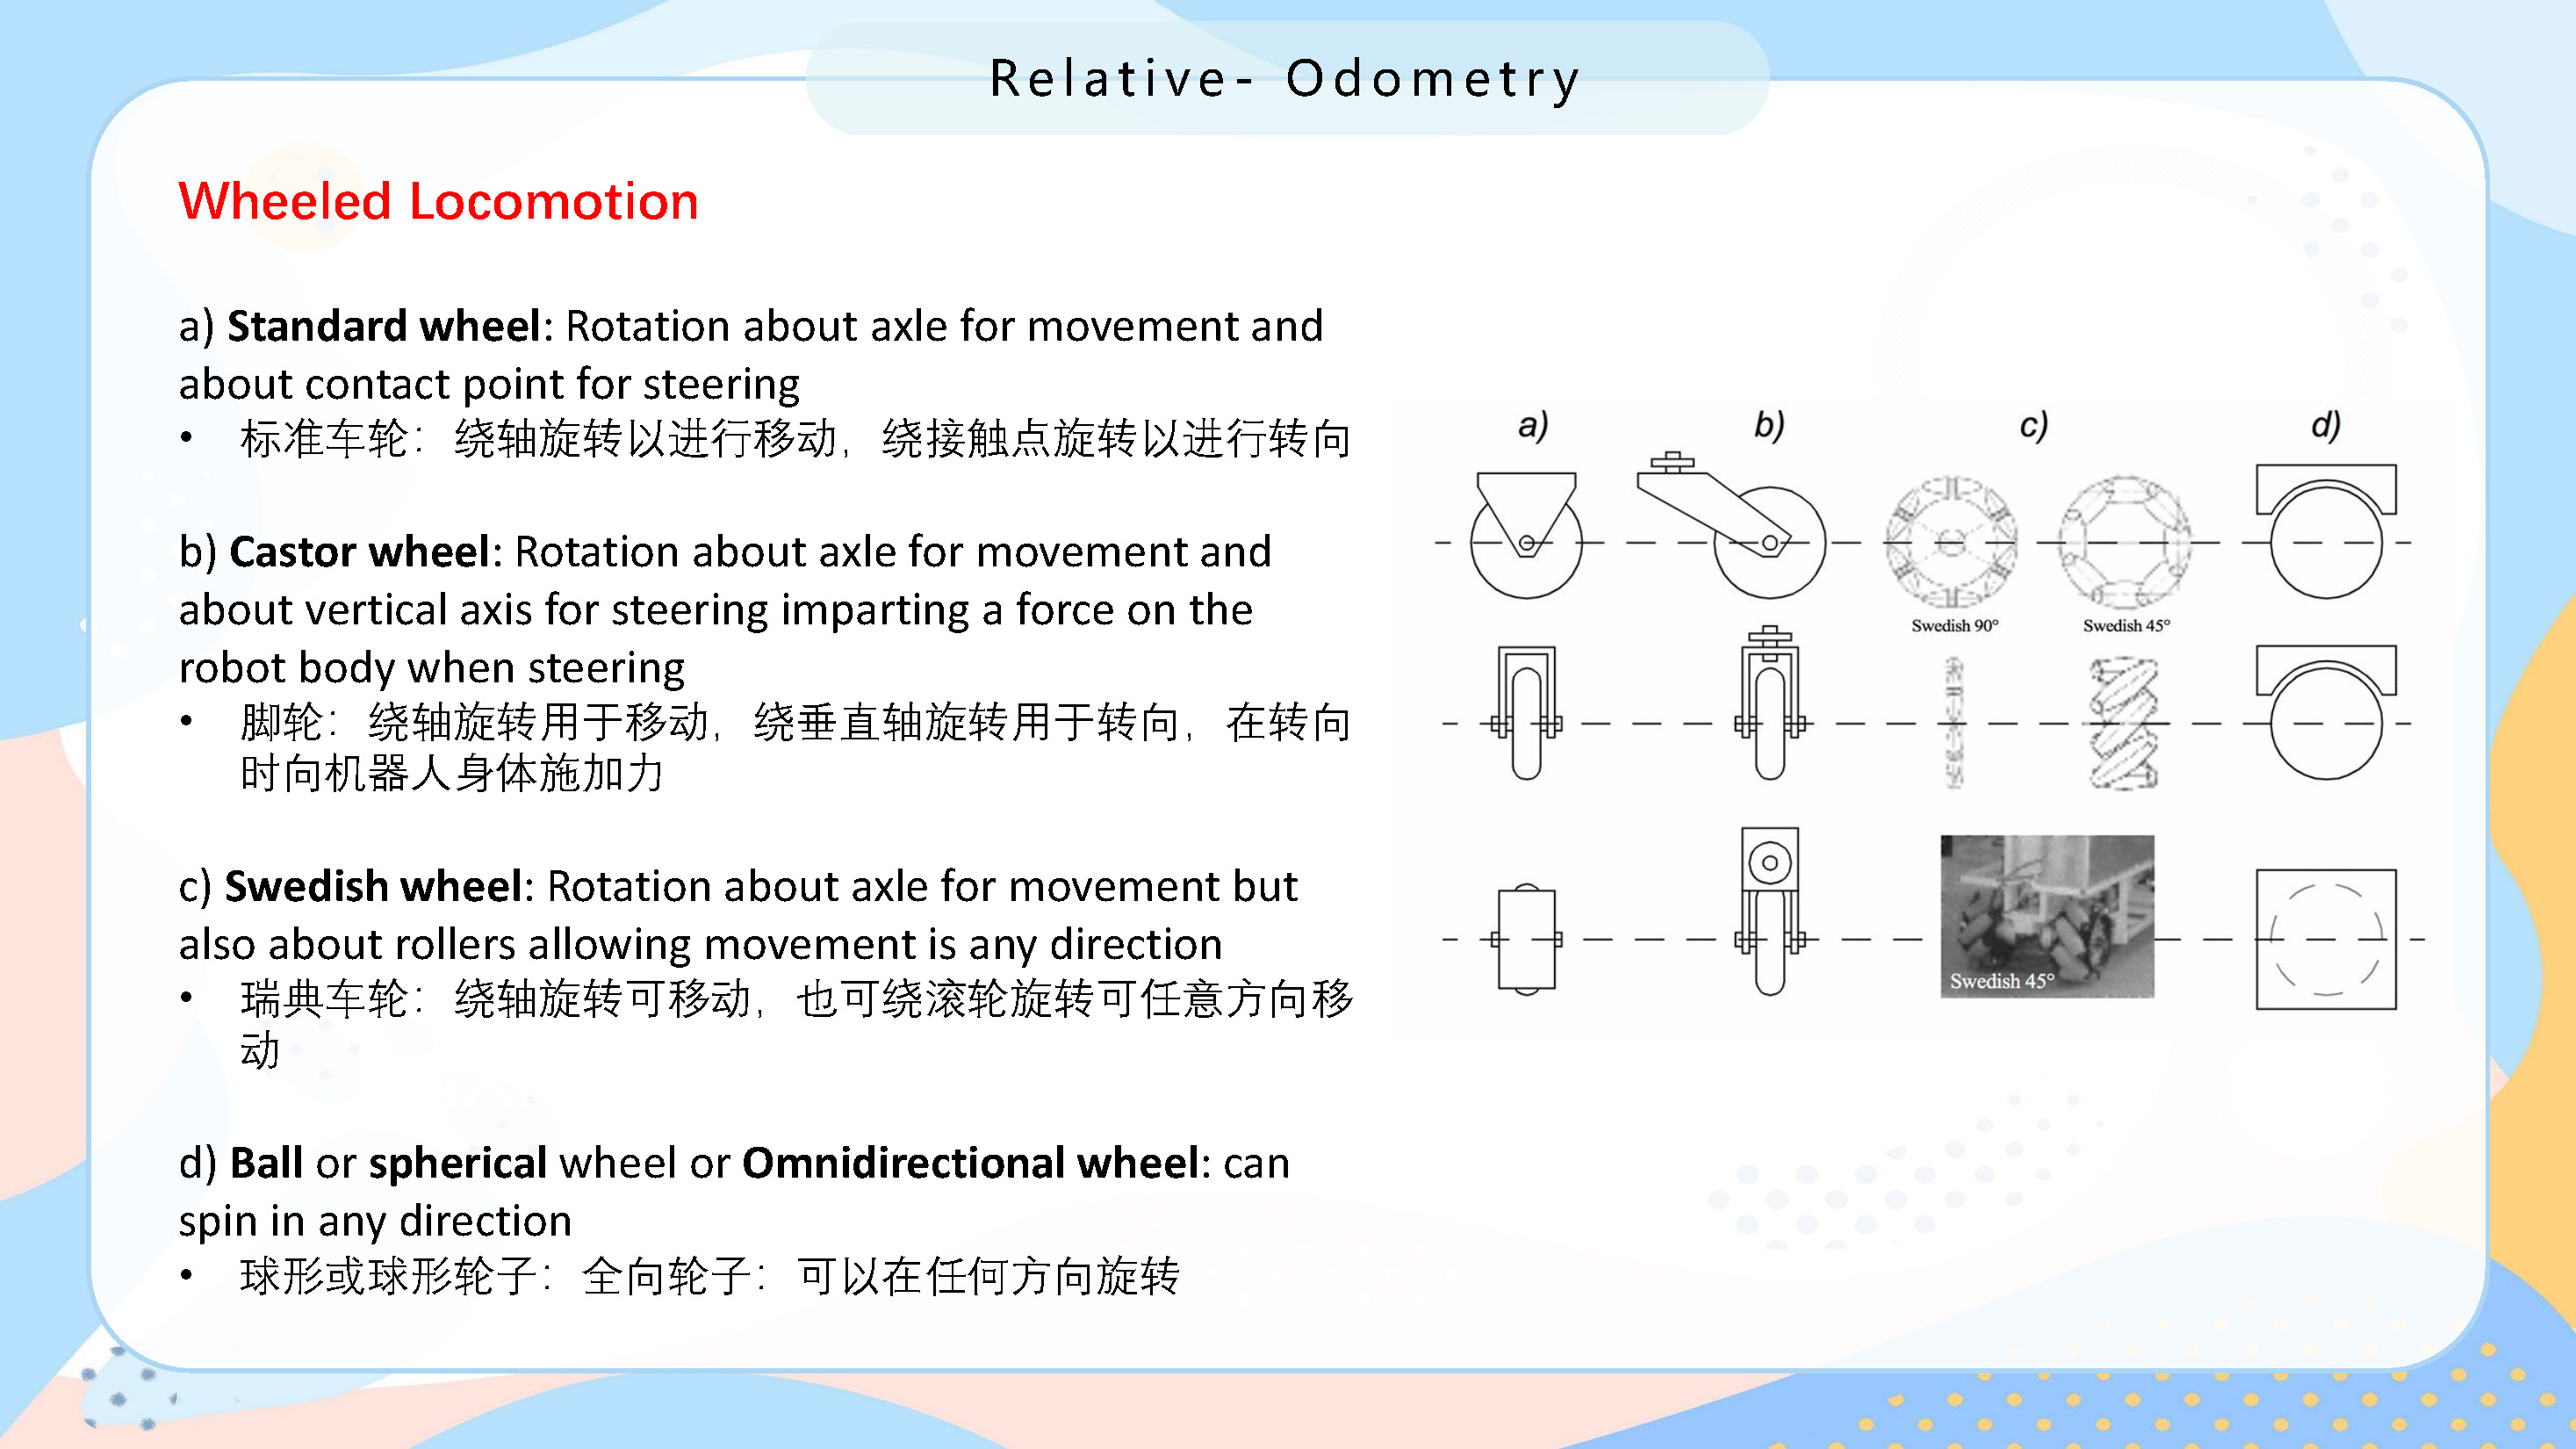 Relative- Odometry
Wheeled Locomotion
a) Standard wheel: Rotation about axle for movement and
about contact point for steering
• 标准车轮：绕轴旋转以进行移动，绕接触点旋转以进行转向
b) Castor wheel: Rotation about axle for movement and
about vertical axis for steering imparting a force on the
robot body when steering
• 脚轮：绕轴旋转用于移动，绕垂直轴旋转用于转向，在转向
时向机器人身体施加力
c) Swedish wheel: Rotation about axle for movement but
also about rollers allowing movement is any direction
• 瑞典车轮：绕轴旋转可移动，也可绕滚轮旋转可任意方向移
动
d) Ball or spherical wheel or Omnidirectional wheel: can
spin in any direction
• 球形或球形轮子：全向轮子：可以在任何方向旋转
a) b) c) d)
Swedish 90° Swedish 45°
Swedish 45°